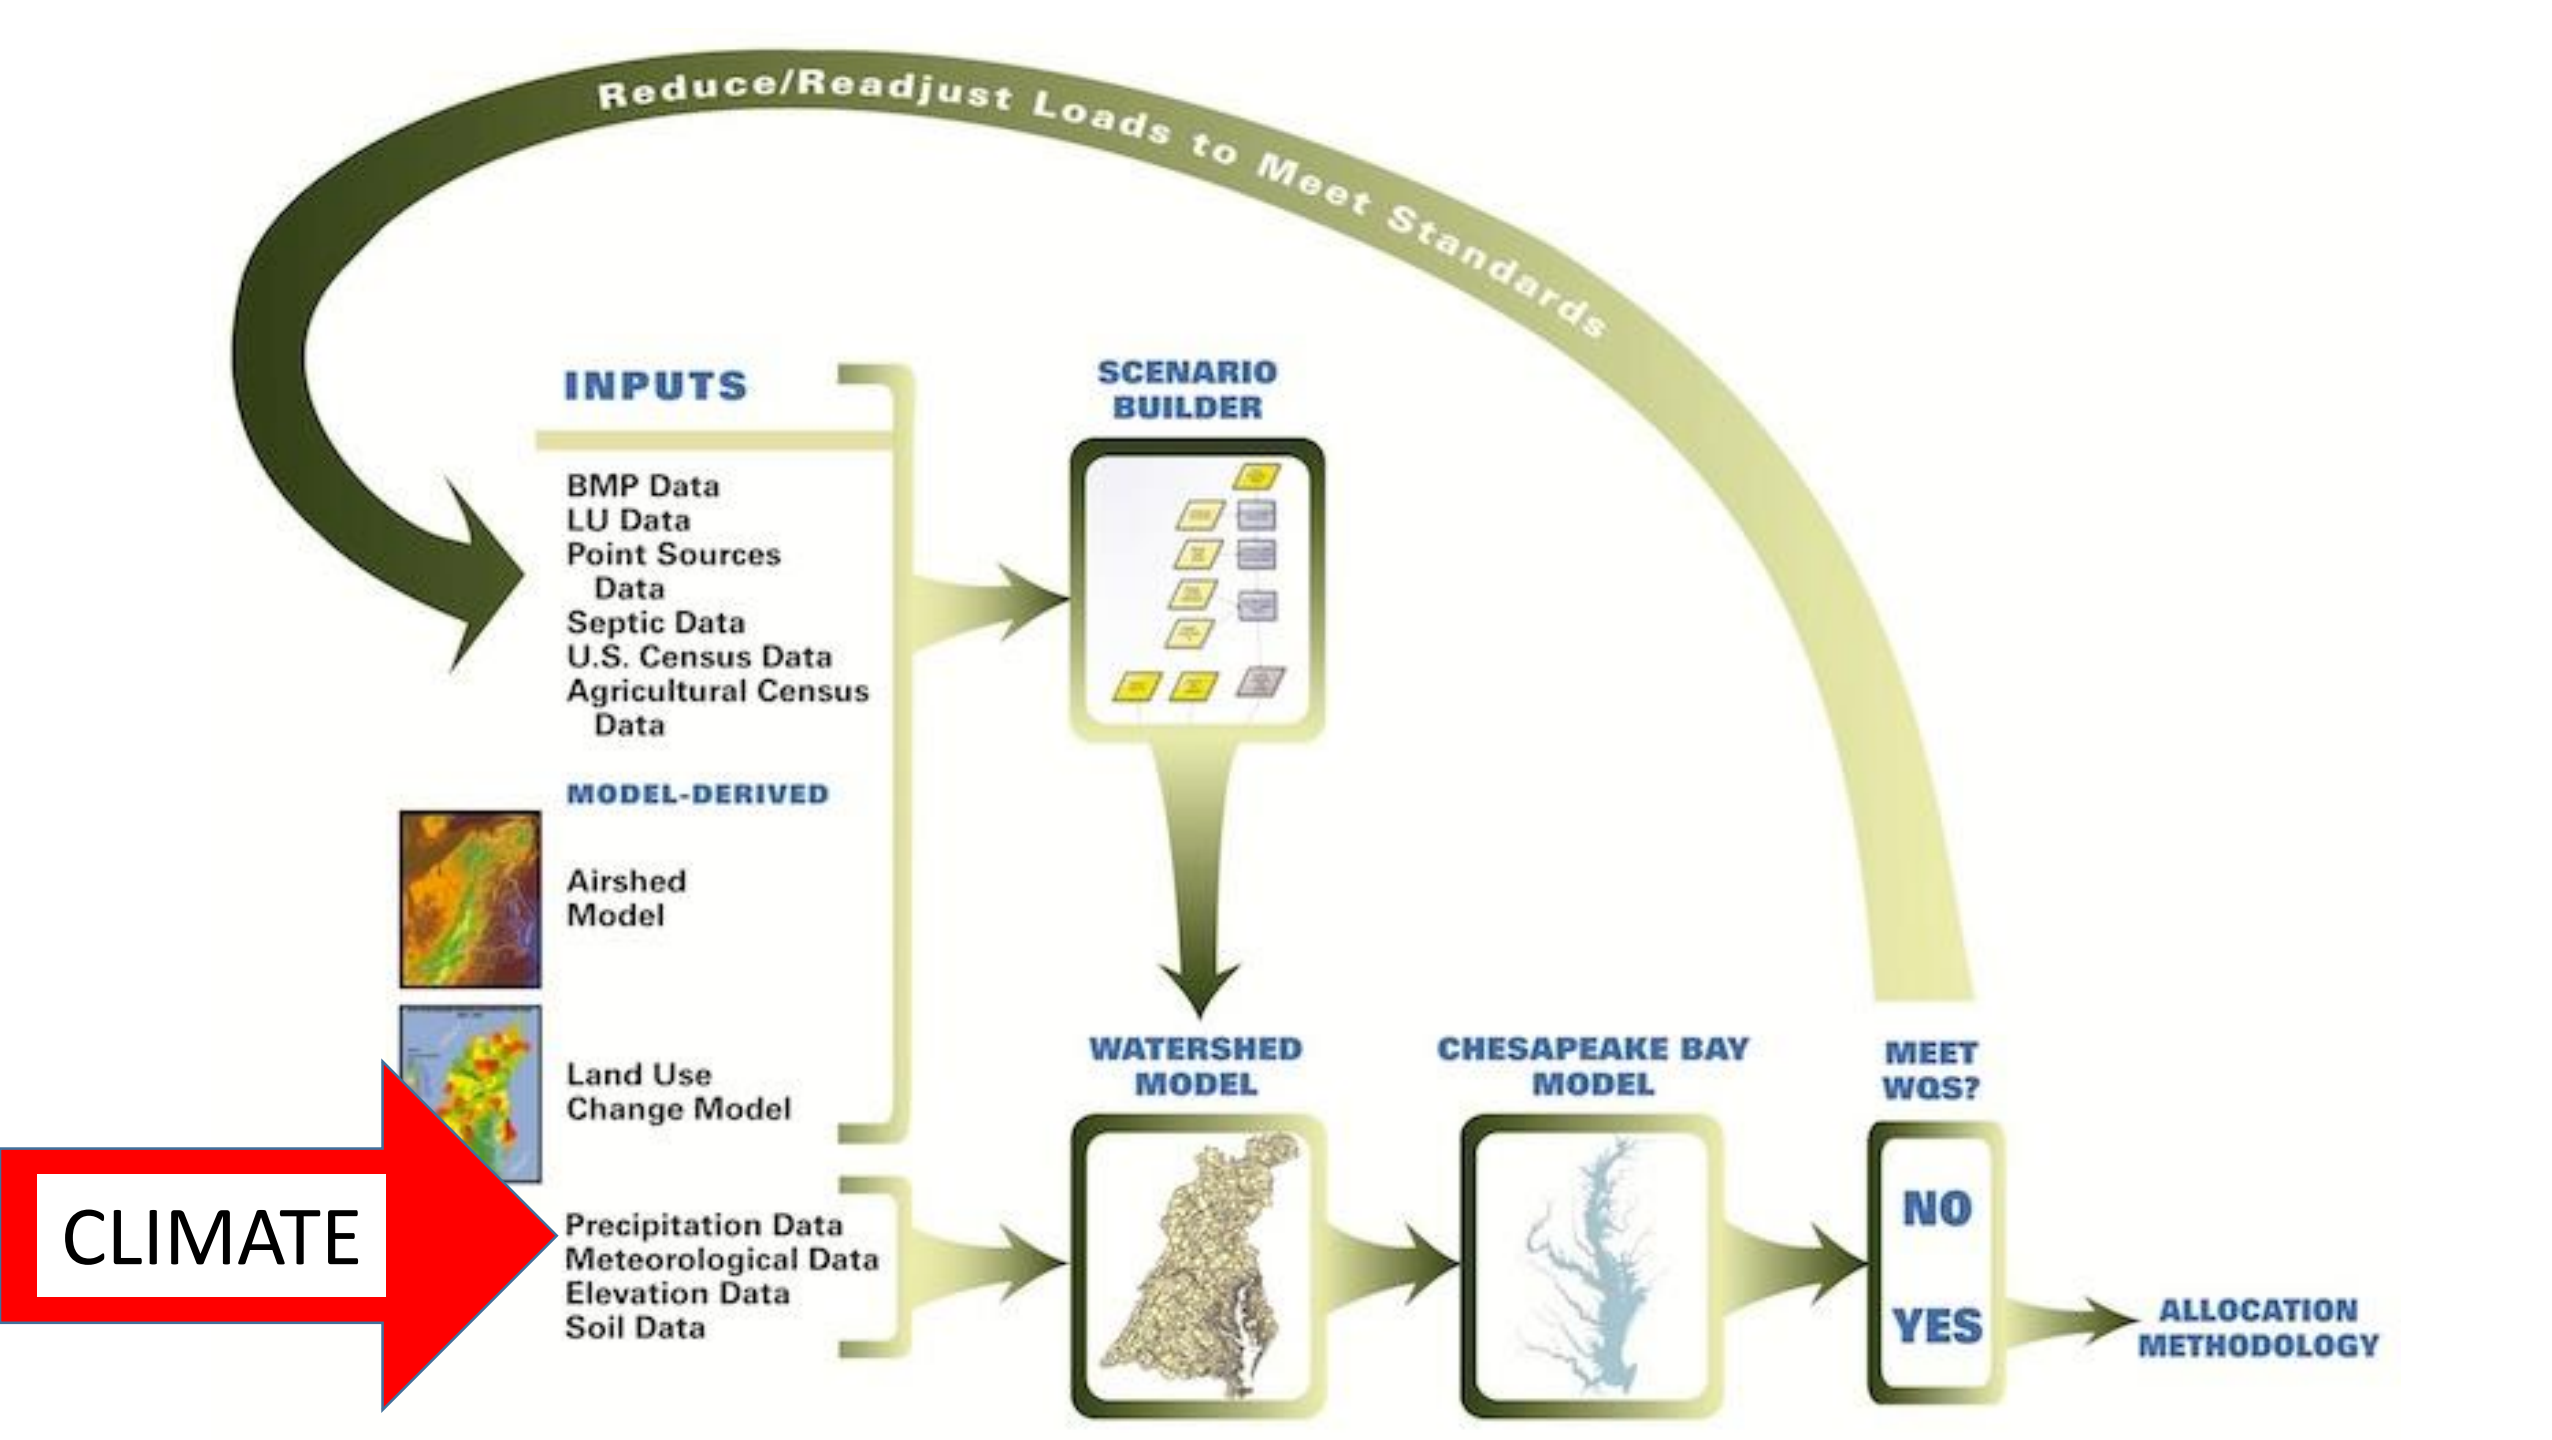 Reduce/Readjust Loads to Meet Standards
INPUTS
BMP Data
LU Data
Point Sources
Data
Septic Data
U.S. Census Data
Agricultural Census
Data
MODEL-DERIVED
Airshed
Model
Land Use
Change Model
CLIMATE
Precipitation Data
Meteorological Data
Elevation Data
Soil Data
SCENARIO
BUILDER
WATERSHED
MODEL
CHESAPEAKE BAY
MODEL
MEET
WQS?
NO
YES
ALLOCATION
METHODOLOGY